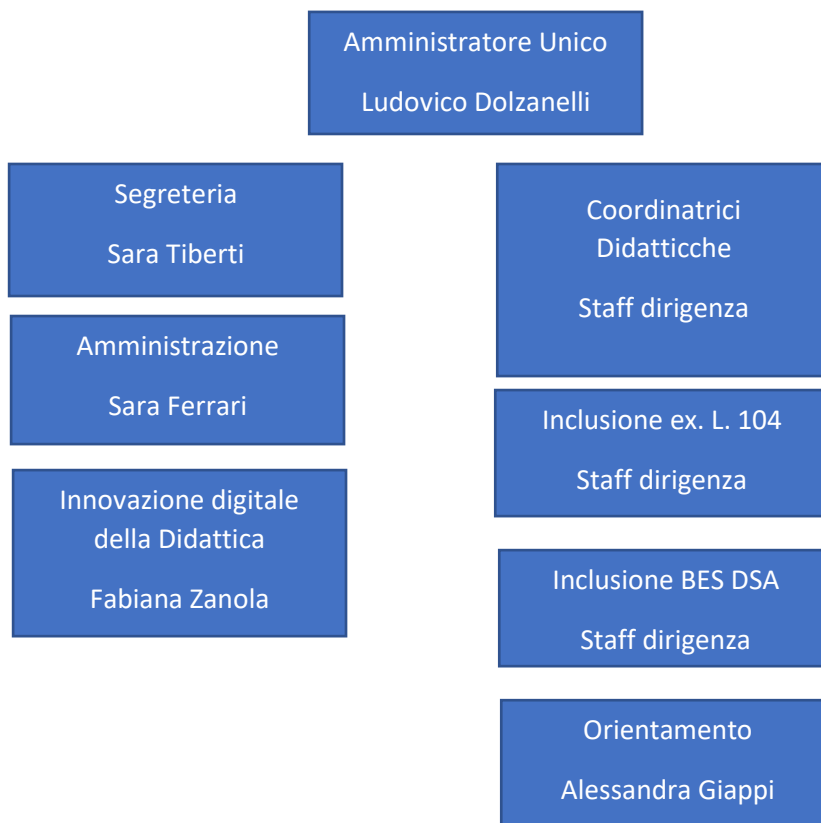 Amministratore Unico
Ludovico Dolzanelli
Segreteria
Sara Tiberti
Amministrazione
Sara Ferrari
Innovazione digitale
della Didattica
Fabiana Zanola
Coordinatrici
Didatticche
Staff dirigenza
Inclusione ex. L. 104
Staff dirigenza
Inclusione BES DSA
Staff dirigenza
Orientamento
Alessandra Giappi